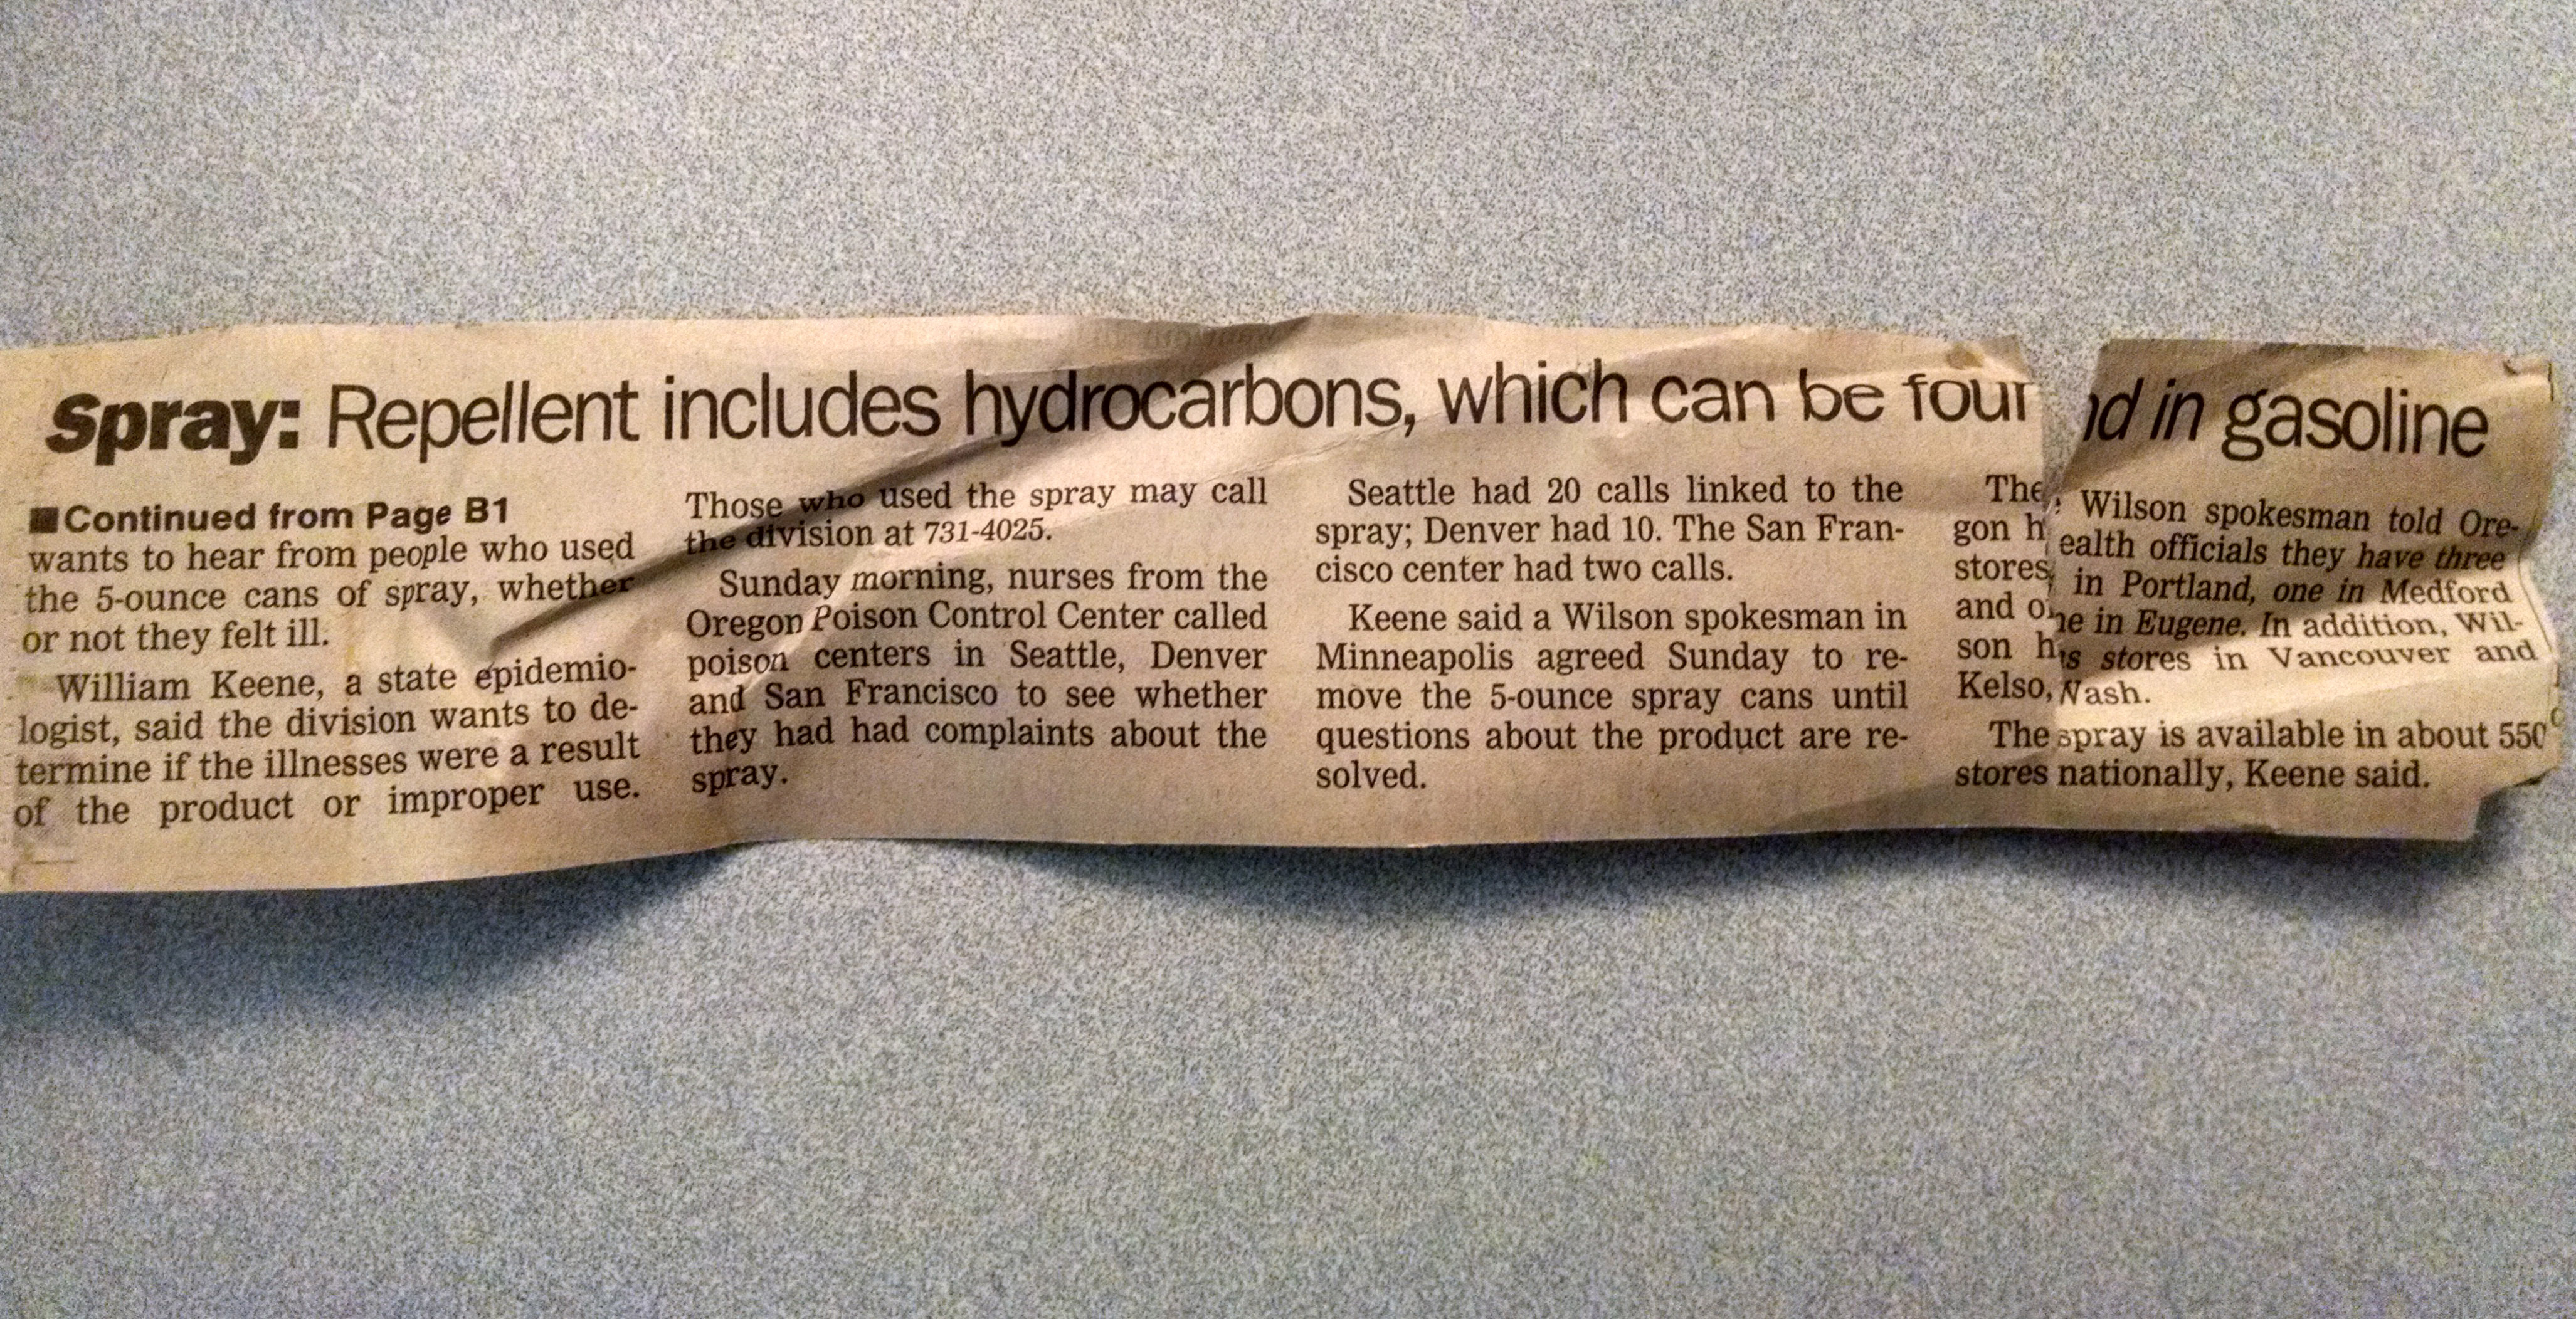 Spray: Repellent includes hydrocarbons, which can be found in gasoline
■Continued from Page B1
wants to hear from people who used
the 5-ounce cans of spray, whether
or not they felt ill.
William Keene, a state epidemio-
logist, said the division wants to de-
termine if the illnesses were a result
of the product or improper use.
Those who used the spray may call
the division at 731-4025.
Sunday morning, nurses from the
Oregon Poison Control Center called
poison centers in Seattle, Denver
and San Francisco to see whether
they had had complaints about the
spray.
Seattle had 20 calls linked to the
spray; Denver had 10. The San Fran-
cisco center had two calls.
Keene said a Wilson spokesman in
Minneapolis agreed Sunday to re-
move the 5-ounce spray cans until
questions about the product are re-
solved.
The Wilson spokesman told Ore-
gon health officials they have three
stores in Portland, one in Medford
and one in Eugene. In addition, Wil-
son has stores in Vancouver and
Kelso, Wash.
The spray is available in about 550
stores nationally, Keene said.